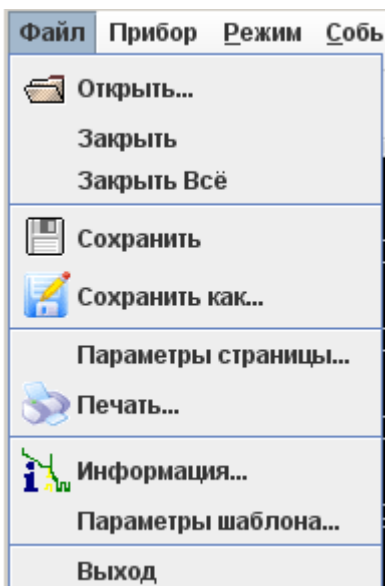 Файл Прибор Режим
Открыть...
Закрыть
Закрыть Всё
Сохранить
Сохранить как...
Параметры страницы...
Печать...
Информация...
Параметры шаблона...
Выход